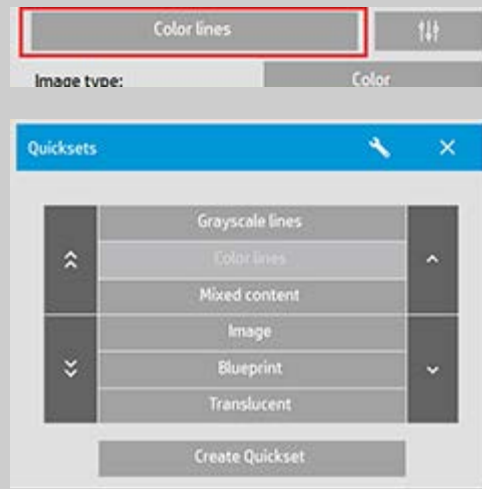 Color lines
Image type:
Color
Quicksets
Grayscale lines
Color lines
Mixed content
Image
Blueprint
Translucent
Create Quickset